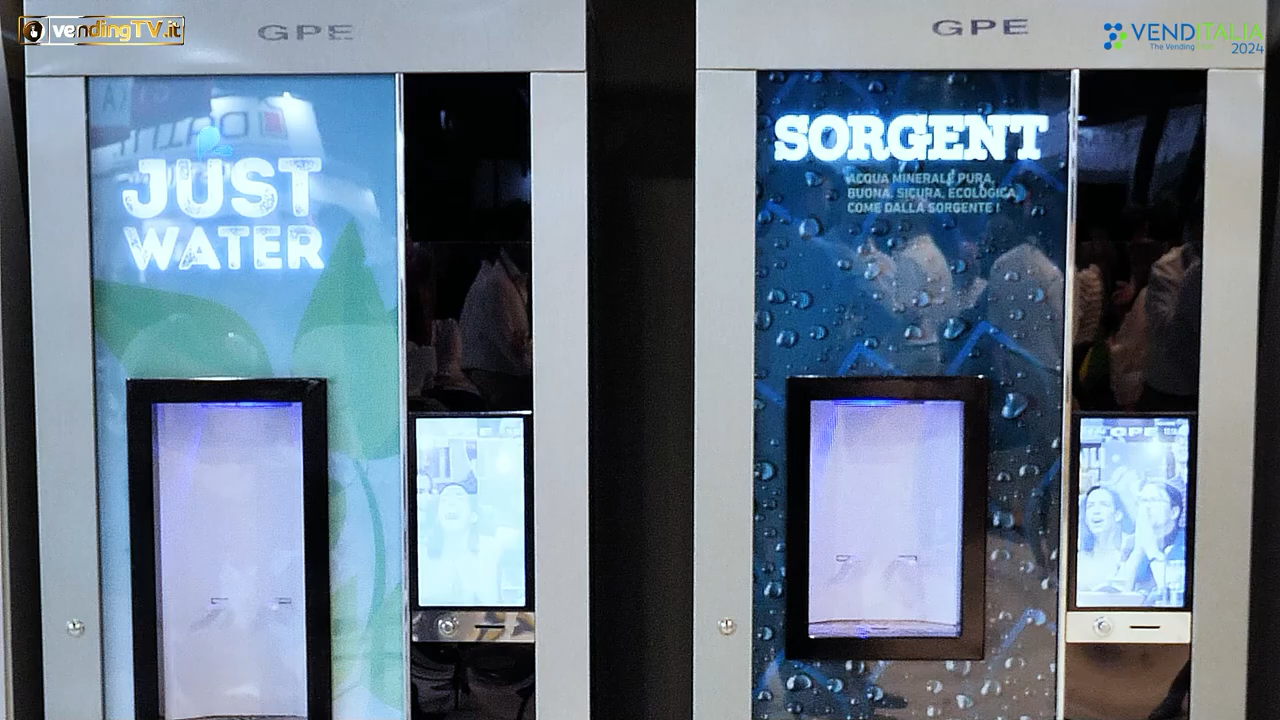 vendingTV.it
GPE
GPE
VENDITALIA
The Vending
2024
JUST
WATER
SORGENT
ACQUA MINERALE PURA,
BUONA, SICURA, ECOLOGICA
COME DALLA SORGENTE !
GPE